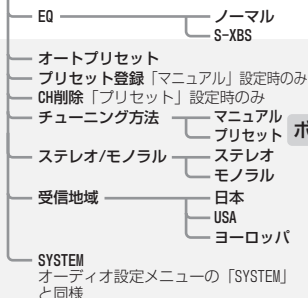 EQ ノーマル
S-XBS
オートプリセット
プリセット登録「マニュアル」設定時のみ
CH削除「プリセット」設定時のみ
チューニング方法 マニュアル
プリセット
ステレオ/モノラル ステレオ
モノラル
受信地域 日本
USA
ヨーロッパ
SYSTEM
オーディオ設定メニューの「SYSTEM」
と同様